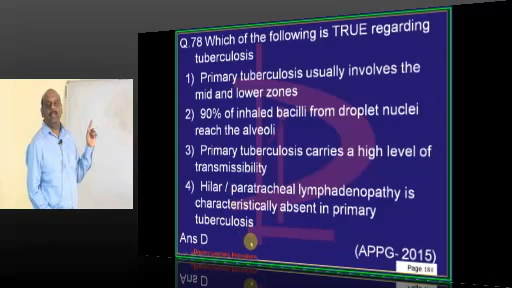 Q.78 Which of the following is TRUE regarding
tuberculosis
1) Primary tuberculosis usually involves the
mid and lower zones
2) 90% of inhaled bacilli from droplet nuclei
reach the alveoli
3) Primary tuberculosis carries a high level of
transmissibility
4) Hilar / paratracheal lymphadenopathy is
characteristically absent in primary
tuberculosis
Ans D
(APPG- 2015)
Page 184